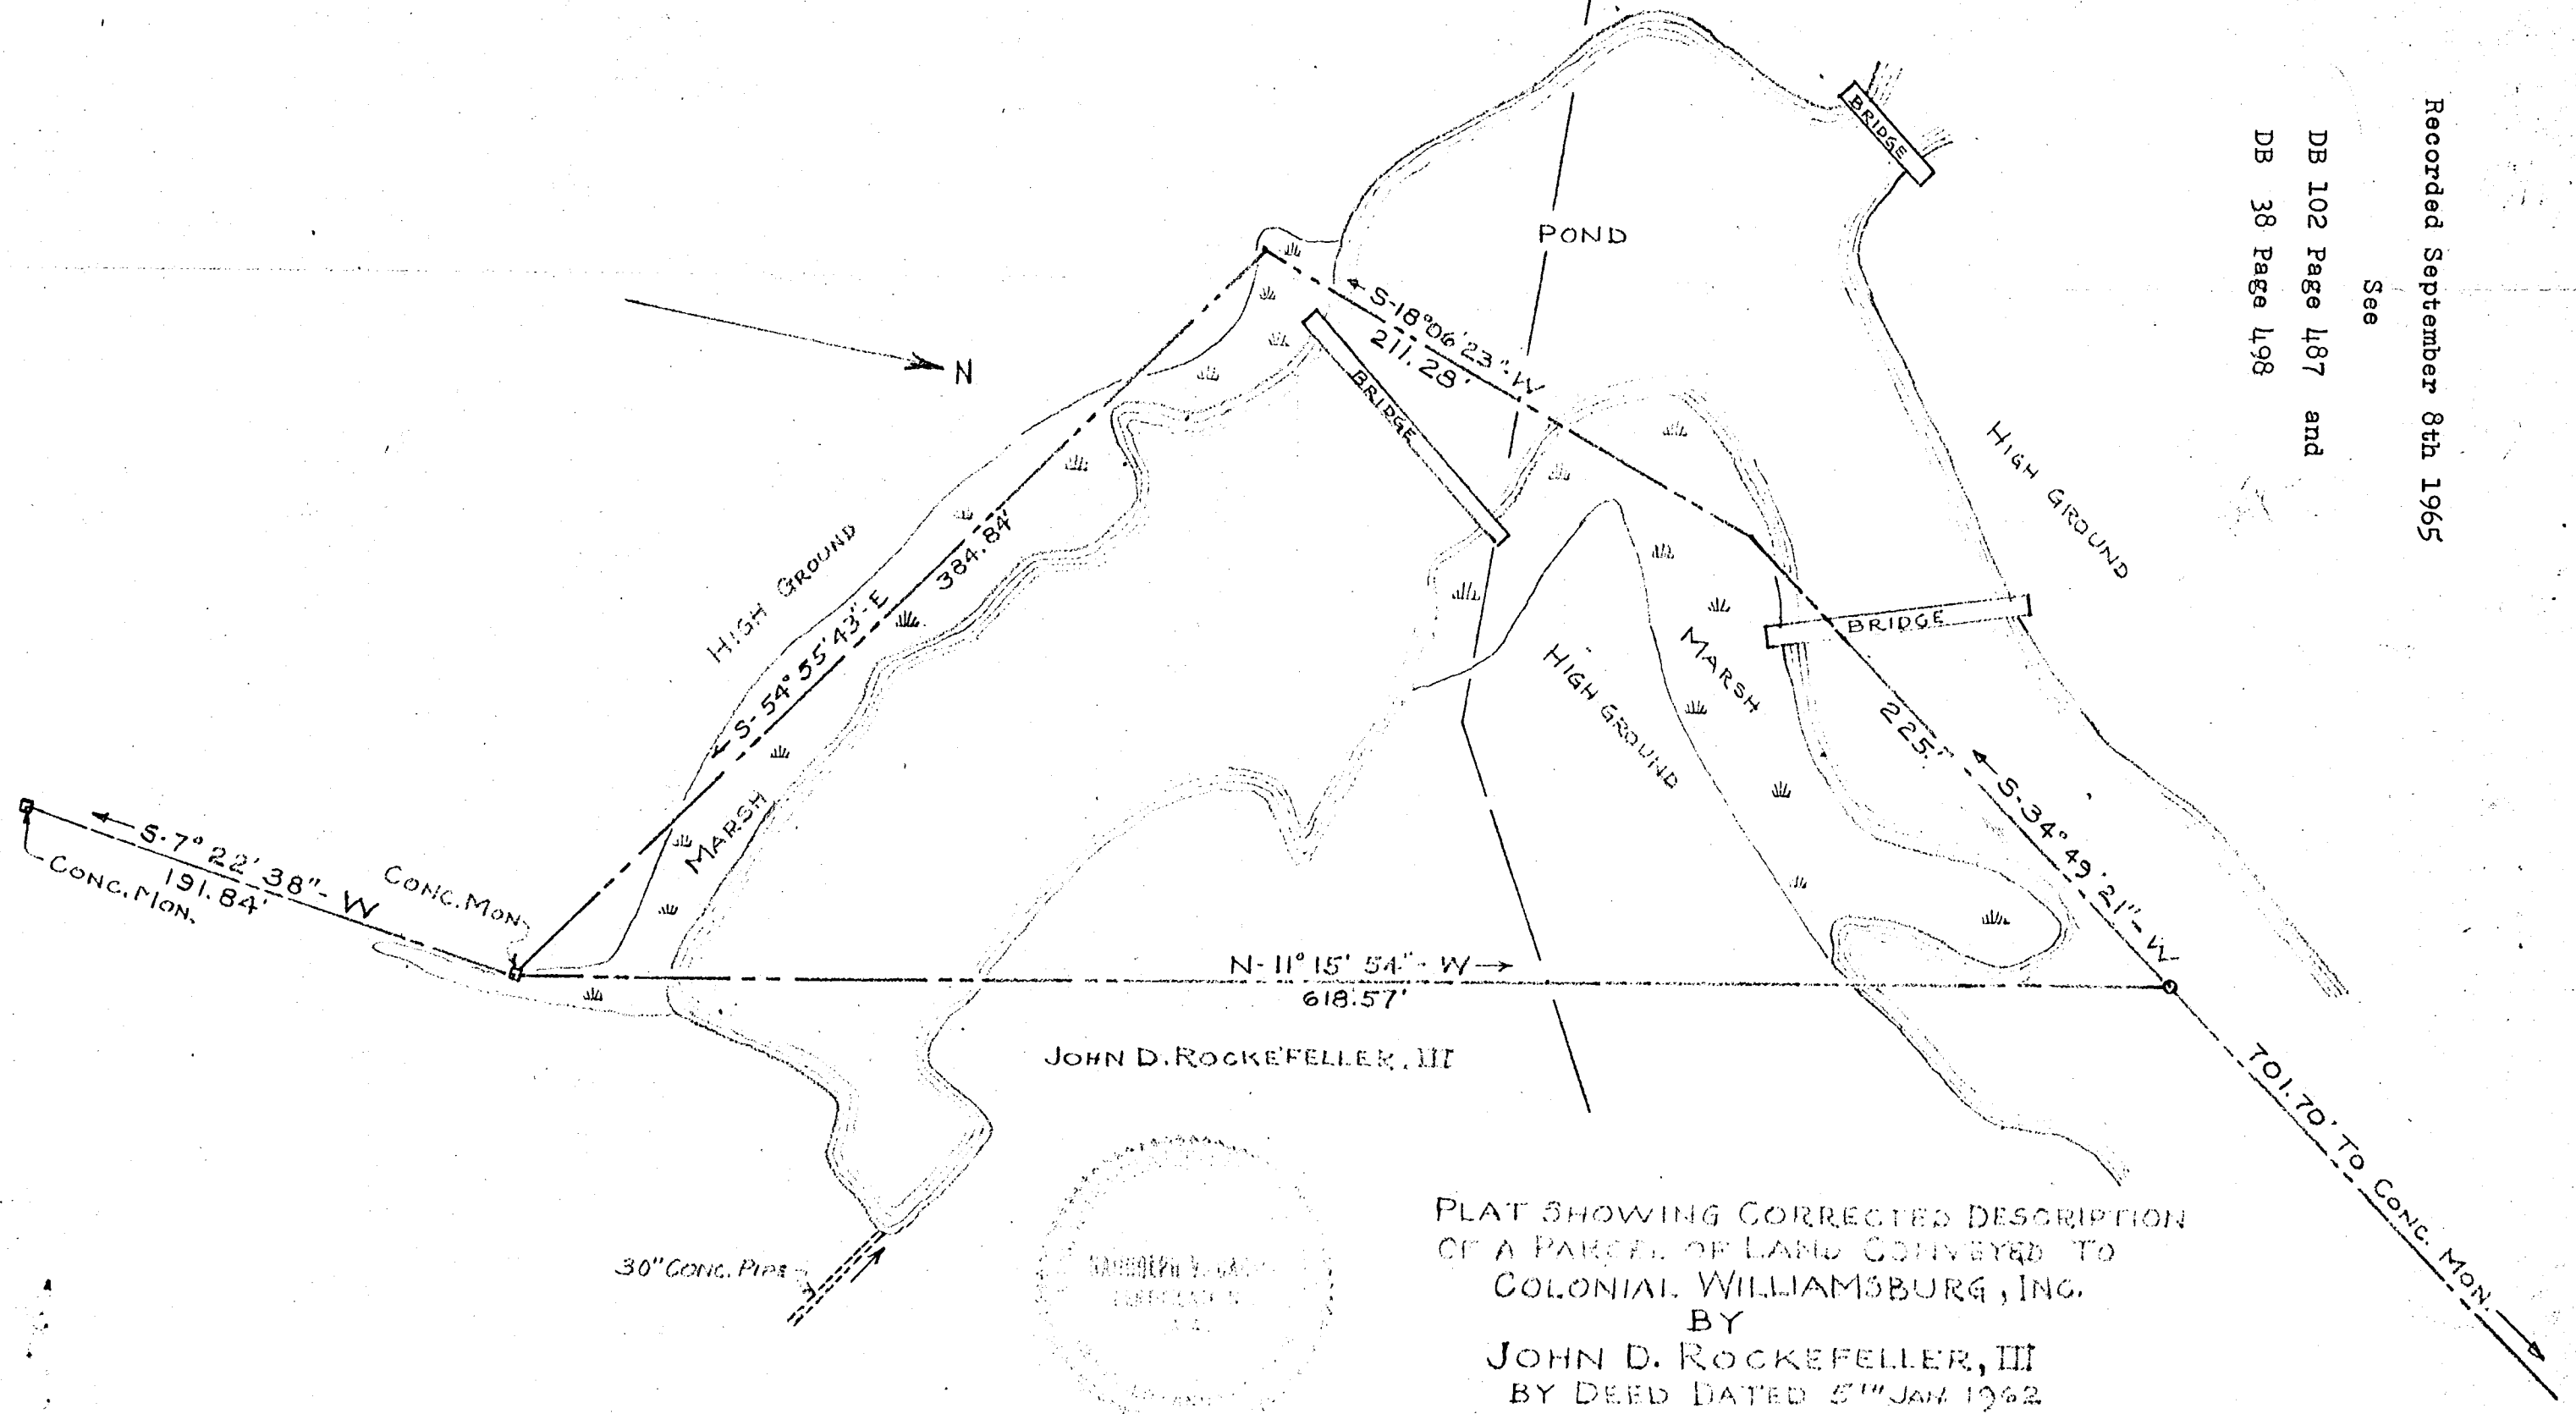 Recorded September 8th 1965
See
DB 102 Page 487 and
DB 38 Page 498
BRIDGE
POND
S-18°06'23"-W
211.28'
N
BRIDGE
HIGH GROUND
HIGH GROUND
S-54°55'43"-E
384.84'
MARSH
BRIDGE
MARSH
HIGH GROUND
225.'
S-34°49'21"-W
S-7°22'38"-W
191.84'
CONC. MON.
CONC. MON.
N-11°15'54"-W
618.57'
JOHN D. ROCKEFELLER, III
701.70' TO CONC. MON.
30" CONC. PIPE
PLAT SHOWING CORRECTED DESCRIPTION
OF A PARCEL OF LAND CONVEYED TO
COLONIAL WILLIAMSBURG, INC.
BY
JOHN D. ROCKEFELLER, III
BY DEED DATED 5TH JAN 1962